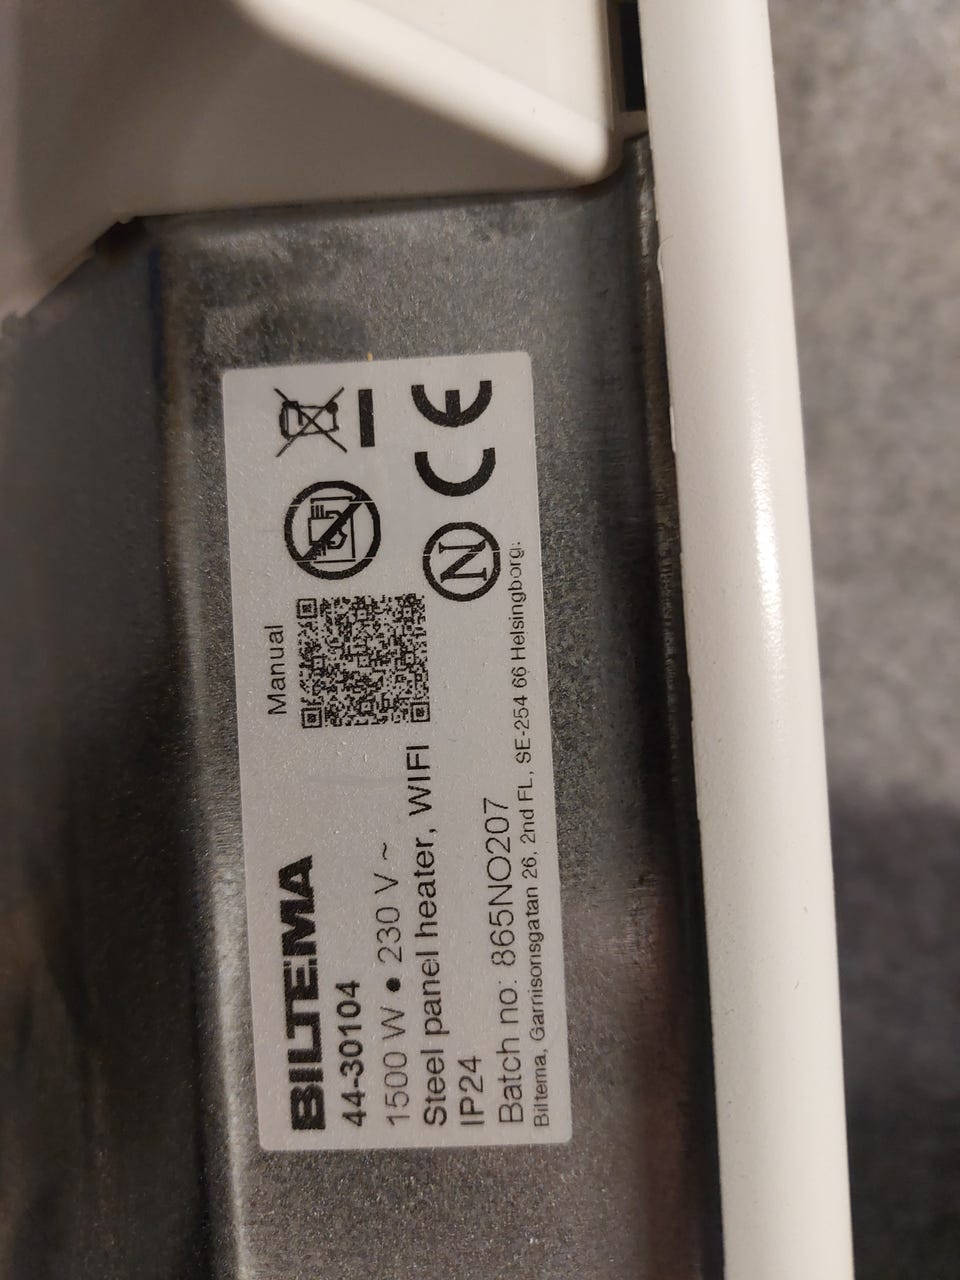 BILTEMA
44-30104
1500 W • 230 V ~
Steel panel heater, WIFI
IP24
Batch no: 865NO207
Biltema, Garnisonsgatan 26, 2nd FL, SE-254 66 Helsingborg.
Manual
N
CE